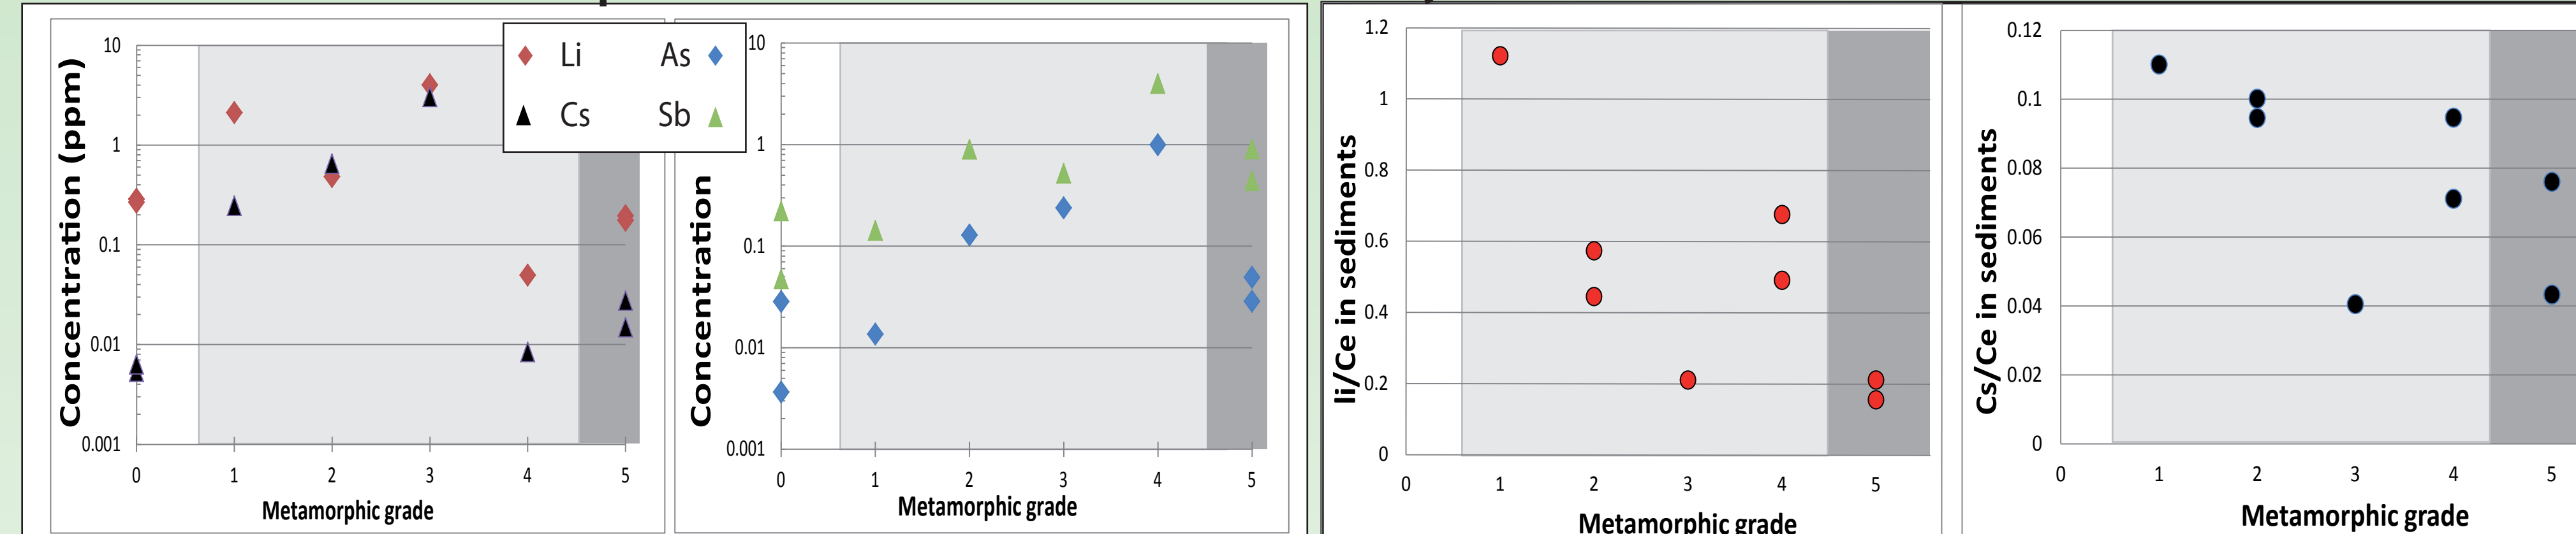 Li As
Cs Sb
Concentration (ppm)
10
1
0.1
0.01
0.001
0 1 2 3 4 5
Metamorphic grade
Concentration
10
1
0.1
0.01
0.001
0 1 2 3 4 5
Metamorphic grade
li/Ce in sediments
1.2
1
0.8
0.6
0.4
0.2
0
0 1 2 3 4 5
Metamorphic grade
Cs/Ce in sediments
0.12
0.1
0.08
0.06
0.04
0.02
0
0 1 2 3 4 5
Metamorphic grade